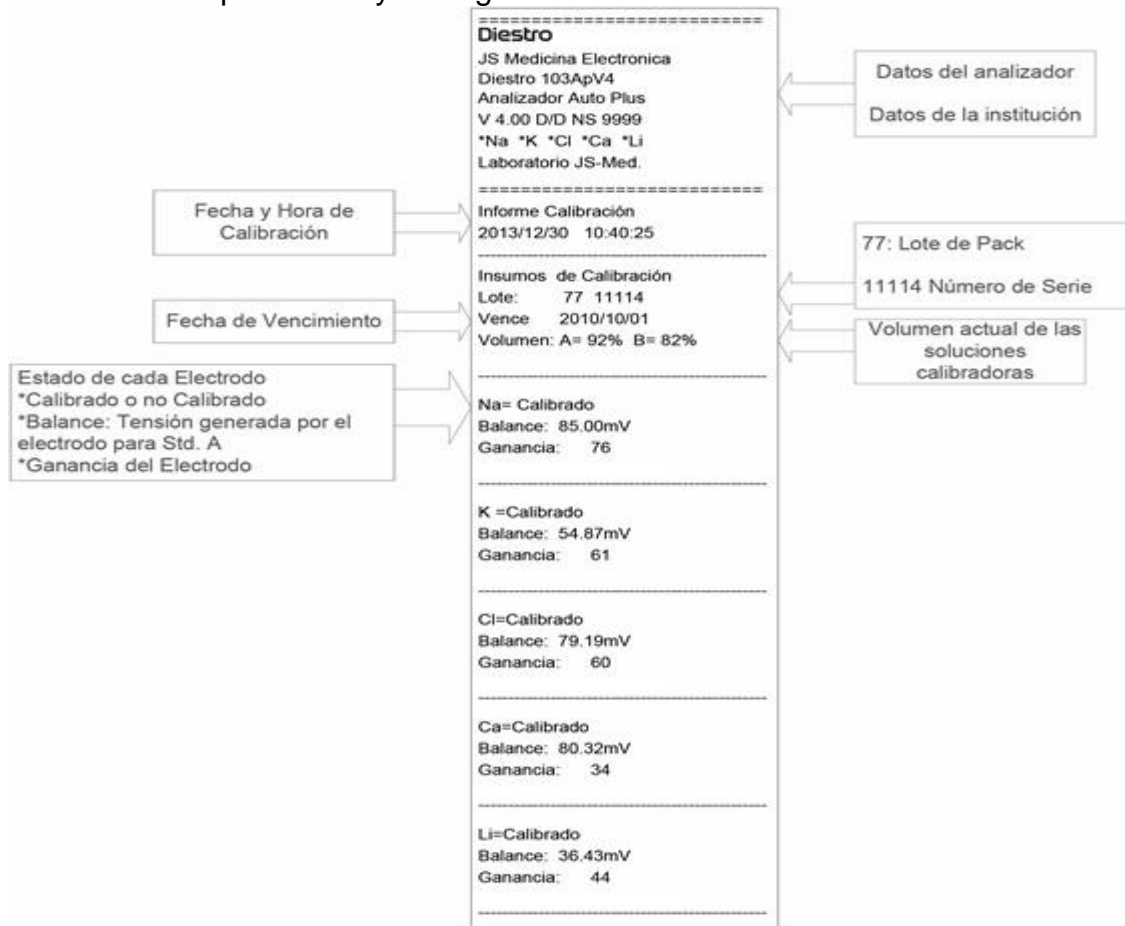 ============================
Diestro
JS Medicina Electronica
Diestro 103ApV4
Analizador Auto Plus
V 4.00 D/D NS 9999
*Na *K *Cl *Ca *Li
Laboratorio JS-Med.
============================
Datos del analizador
Datos de la institución
Informe Calibración
2013/12/30 10:40:25
Fecha y Hora de
Calibración
Insumos de Calibración
Lote: 77 11114
Vence 2010/10/01
Volumen: A= 92% B= 82%
77: Lote de Pack
11114 Número de Serie
Fecha de Vencimiento
Volumen actual de las
soluciones
calibradoras
Estado de cada Electrodo
*Calibrado o no Calibrado
*Balance: Tensión generada por el
electrodo para Std. A
*Ganancia del Electrodo
Na= Calibrado
Balance: 85.00mV
Ganancia: 76
K =Calibrado
Balance: 54.87mV
Ganancia: 61
Cl=Calibrado
Balance: 79.19mV
Ganancia: 60
Ca=Calibrado
Balance: 80.32mV
Ganancia: 34
Li=Calibrado
Balance: 36.43mV
Ganancia: 44